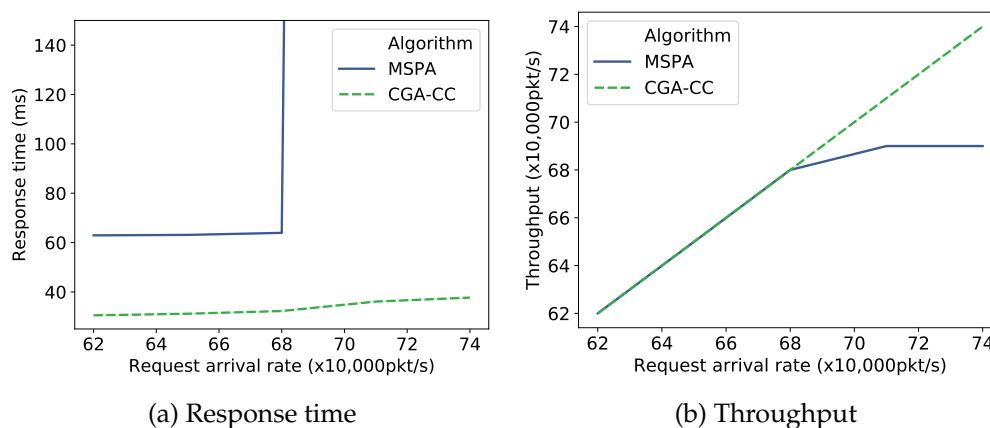 140
120
100
80
60
40
Response time (ms)
Algorithm
MSPA
CGA-CC
62 64 66 68 70 72 74
Request arrival rate (x10,000pkt/s)
(a) Response time
74
72
70
68
66
64
62
Throughput (x10,000pkt/s)
Algorithm
MSPA
CGA-CC
62 64 66 68 70 72 74
Request arrival rate (x10,000pkt/s)
(b) Throughput